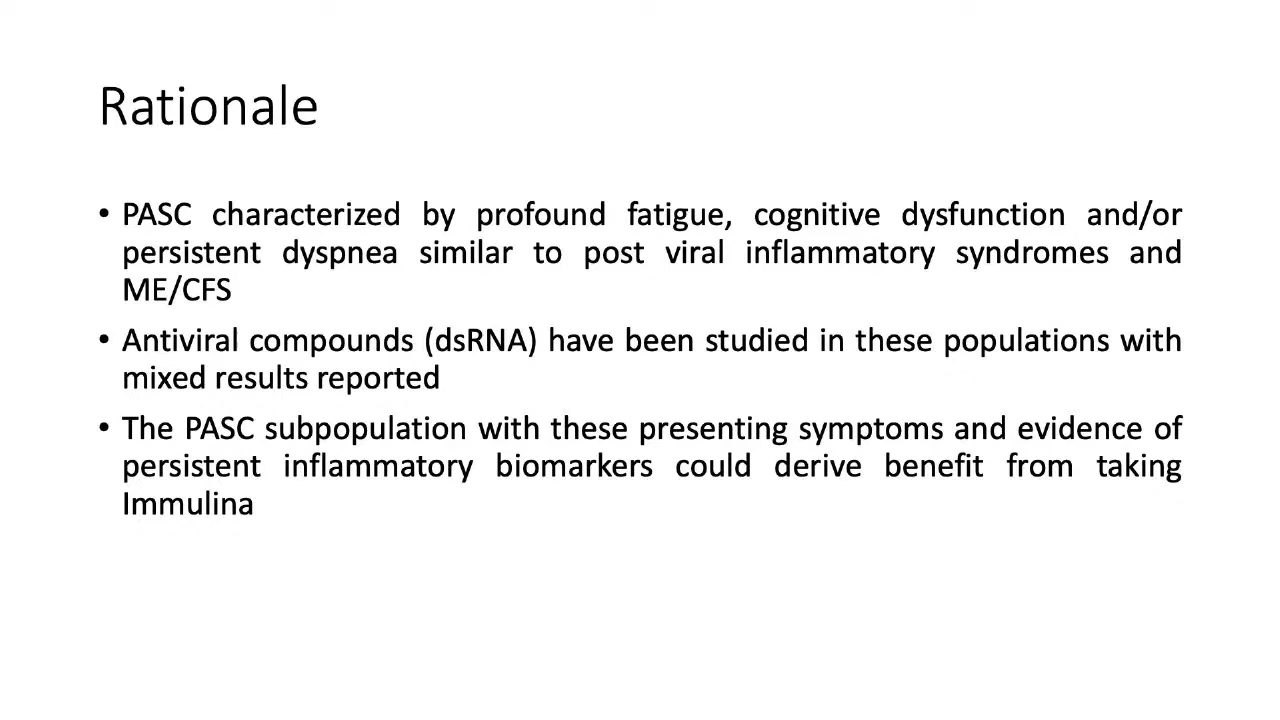 Rationale
• PASC characterized by profound fatigue, cognitive dysfunction and/or
persistent dyspnea similar to post viral inflammatory syndromes and
ME/CFS
• Antiviral compounds (dsRNA) have been studied in these populations with
mixed results reported
• The PASC subpopulation with these presenting symptoms and evidence of
persistent inflammatory biomarkers could derive benefit from taking
Immulina